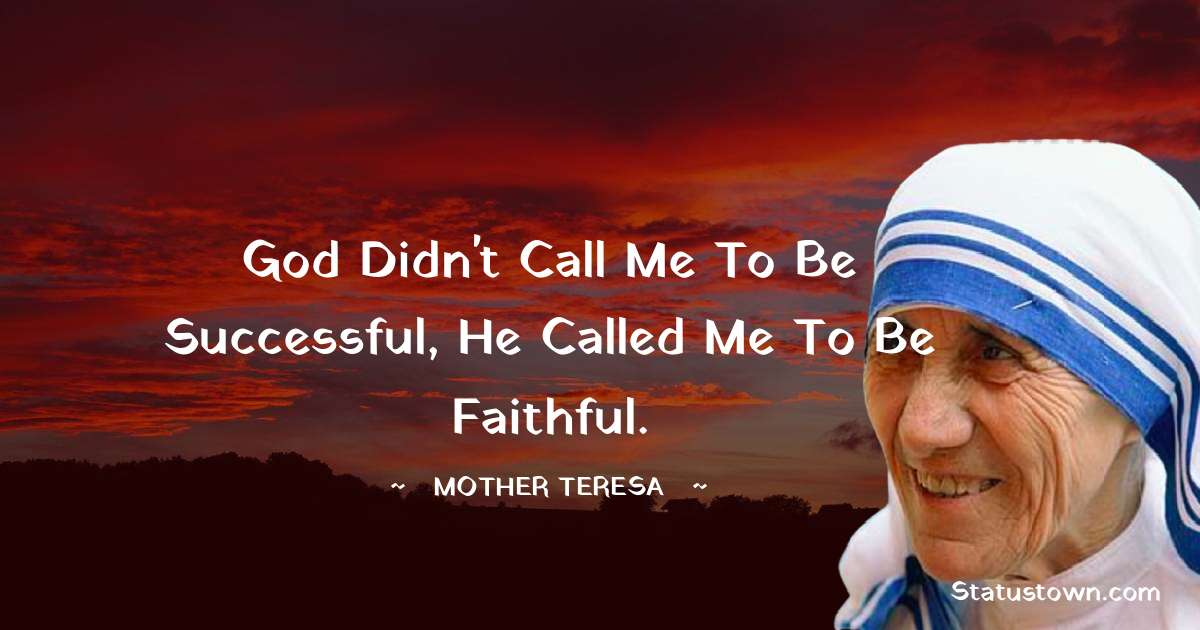 God Didn't Call Me To Be
Successful, He Called Me To Be
Faithful.
~ MOTHER TERESA ~
Statustown.com